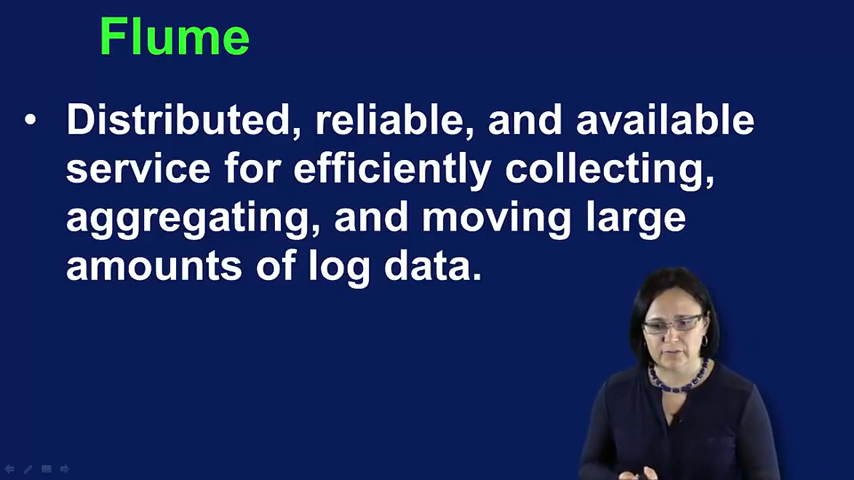 Flume
• Distributed, reliable, and available
service for efficiently collecting,
aggregating, and moving large
amounts of log data.